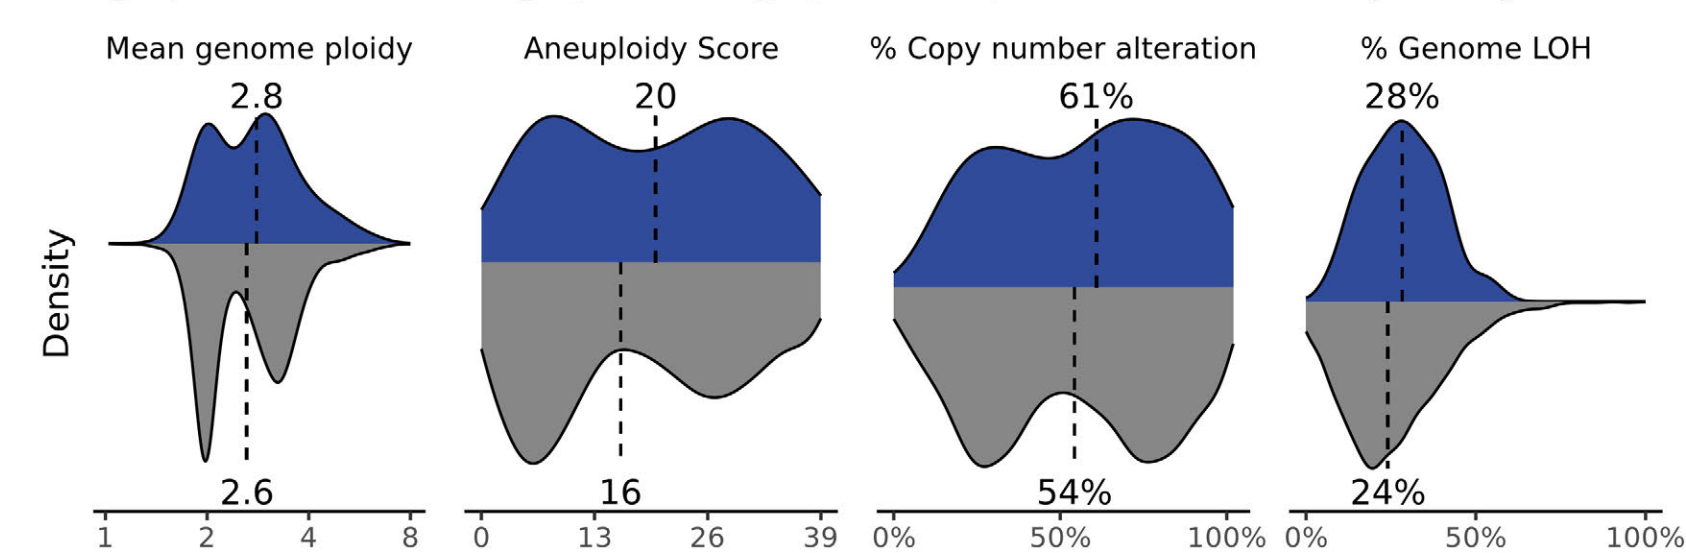 Mean genome ploidy Aneuploidy Score % Copy number alteration % Genome LOH
2.8 20 61% 28%
Density
2.6 16 54% 24%
1 2 4 8 0 13 26 39 0% 50% 100% 0% 50% 100%